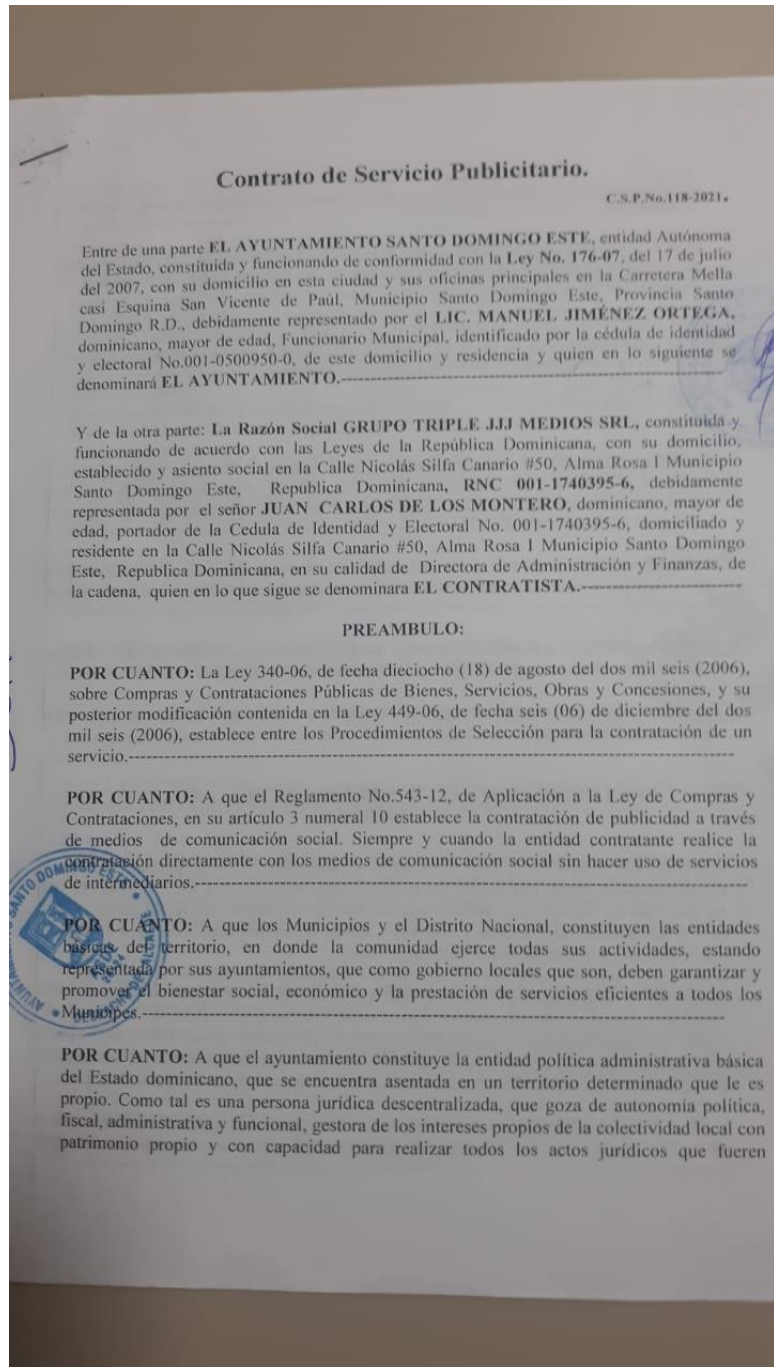 Contrato de Servicio Publicitario.
C.S.P.No.118-2021.
Entre de una parte EL AYUNTAMIENTO SANTO DOMINGO ESTE, entidad Autónoma
del Estado, constituida y funcionando de conformidad con la Ley No. 176-07, del 17 de julio
del 2007, con su domicilio en esta ciudad y sus oficinas principales en la Carretera Mella
casi Esquina San Vicente de Paúl, Municipio Santo Domingo Este, Provincia Santo
Domingo R.D., debidamente representado por el LIC. MANUEL JIMÉNEZ ORTEGA,
dominicano, mayor de edad, Funcionario Municipal, identificado por la cédula de identidad
y electoral No.001-0500950-0, de este domicilio y residencia y quien en lo siguiente se
denominará EL AYUNTAMIENTO.----------------------------------------------------------
Y de la otra parte: La Razón Social GRUPO TRIPLE JJJ MEDIOS SRL, constituida y
funcionando de acuerdo con las Leyes de la República Dominicana, con su domicilio,
establecido y asiento social en la Calle Nicolás Silfa Canario #50, Alma Rosa I Municipio
Santo Domingo Este, Republica Dominicana, RNC 001-1740395-6, debidamente
representada por el señor JUAN CARLOS DE LOS MONTERO, dominicano, mayor de
edad, portador de la Cedula de Identidad y Electoral No. 001-1740395-6, domiciliado y
residente en la Calle Nicolás Silfa Canario #50, Alma Rosa I Municipio Santo Domingo
Este, Republica Dominicana, en su calidad de Directora de Administración y Finanzas, de
la cadena, quien en lo que sigue se denominara EL CONTRATISTA.-------------------------
PREAMBULO:
POR CUANTO: La Ley 340-06, de fecha dieciocho (18) de agosto del dos mil seis (2006),
sobre Compras y Contrataciones Públicas de Bienes, Servicios, Obras y Concesiones, y su
posterior modificación contenida en la Ley 449-06, de fecha seis (06) de diciembre del dos
mil seis (2006), establece entre los Procedimientos de Selección para la contratación de un
servicio.------------------------------------------------------------------------------------------
POR CUANTO: A que el Reglamento No.543-12, de Aplicación a la Ley de Compras y
Contrataciones, en su artículo 3 numeral 10 establece la contratación de publicidad a través
de medios de comunicación social. Siempre y cuando la entidad contratante realice la
contratación directamente con los medios de comunicación social sin hacer uso de servicios
de intermediarios.---------------------------------------------------------------------------------
POR CUANTO: A que los Municipios y el Distrito Nacional, constituyen las entidades
básicas del territorio, en donde la comunidad ejerce todas sus actividades, estando
representada por sus ayuntamientos, que como gobierno locales que son, deben garantizar y
promover el bienestar social, económico y la prestación de servicios eficientes a todos los
Munícipes.-----------------------------------------------------------------------------------------
POR CUANTO: A que el ayuntamiento constituye la entidad política administrativa básica
del Estado dominicano, que se encuentra asentada en un territorio determinado que le es
propio. Como tal es una persona jurídica descentralizada, que goza de autonomía política,
fiscal, administrativa y funcional, gestora de los intereses propios de la colectividad local con
patrimonio propio y con capacidad para realizar todos los actos jurídicos que fueren